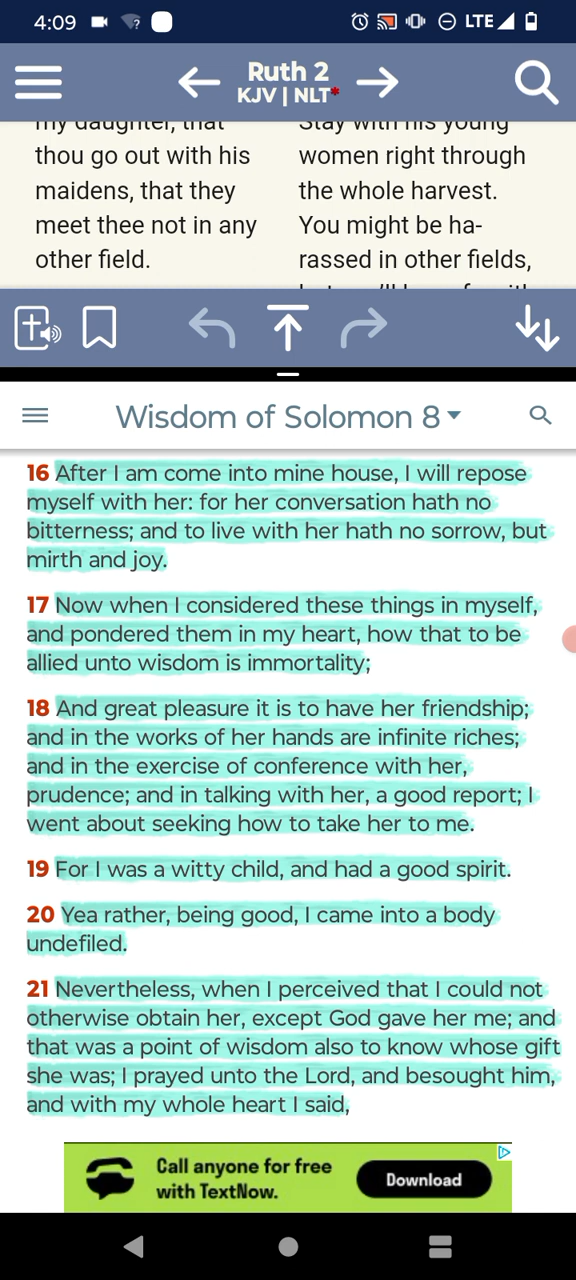 4:09
?
LTE
Ruth 2
KJV | NLT*
my daughter, that
thou go out with his
maidens, that they
meet thee not in any
other field.
Stay with his young
women right through
the whole harvest.
You might be ha-
rassed in other fields,
Wisdom of Solomon 8
16 After I am come into mine house, I will repose
myself with her: for her conversation hath no
bitterness; and to live with her hath no sorrow, but
mirth and joy.
17 Now when I considered these things in myself,
and pondered them in my heart, how that to be
allied unto wisdom is immortality;
18 And great pleasure it is to have her friendship;
and in the works of her hands are infinite riches;
and in the exercise of conference with her,
prudence; and in talking with her, a good report; I
went about seeking how to take her to me.
19 For I was a witty child, and had a good spirit.
20 Yea rather, being good, I came into a body
undefiled.
21 Nevertheless, when I perceived that I could not
otherwise obtain her, except God gave her me; and
that was a point of wisdom also to know whose gift
she was; I prayed unto the Lord, and besought him,
and with my whole heart I said,
Call anyone for free
with TextNow.
Download